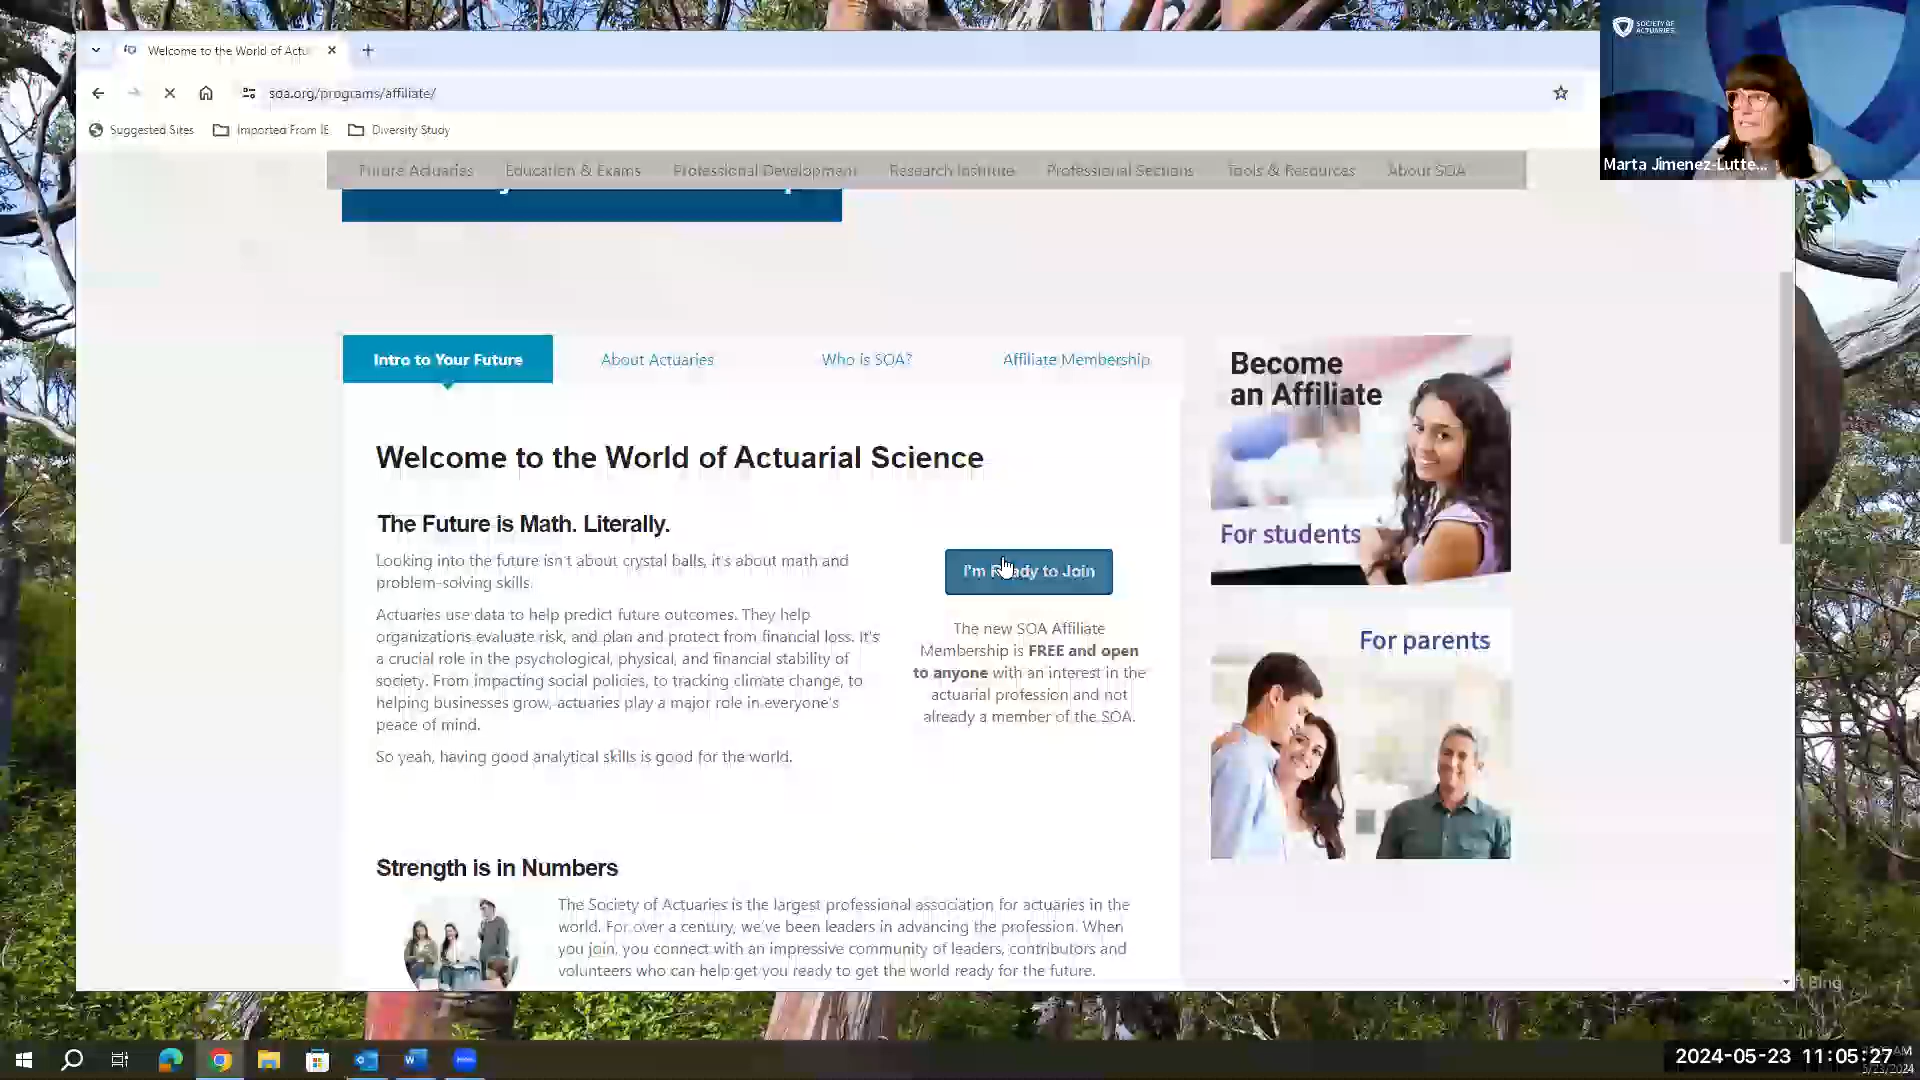 Welcome to the World of Actu
SOCIETY OF
ACTUARIES
soa.org/programs/affiliate/
Suggested Sites
Imported From IE
Diversity Study
Marta Jimenez-Lutte...
Future Actuaries
Education & Exams
Professional Development
Research Institute
Professional Sections
Tools & Resources
About SOA
Intro to Your Future
About Actuaries
Who is SOA?
Affiliate Membership
Become
an Affiliate
For students
Welcome to the World of Actuarial Science
The Future is Math. Literally.
Looking into the future isn't about crystal balls, it's about math and
problem-solving skills.
Actuaries use data to help predict future outcomes. They help
organizations evaluate risk, and plan and protect from financial loss. It's
a crucial role in the psychological, physical, and financial stability of
society. From impacting social policies, to tracking climate change, to
helping businesses grow, actuaries play a major role in everyone's
peace of mind.
So yeah, having good analytical skills is good for the world.
I'm Ready to Join
The new SOA Affiliate
Membership is FREE and open
to anyone with an interest in the
actuarial profession and not
already a member of the SOA.
For parents
Strength is in Numbers
The Society of Actuaries is the largest professional association for actuaries in the
world. For over a century, we've been leaders in advancing the profession. When
you join, you connect with an impressive community of leaders, contributors and
volunteers who can help get you ready to get the world ready for the future.
Bing
2024-05-23 11:05:27